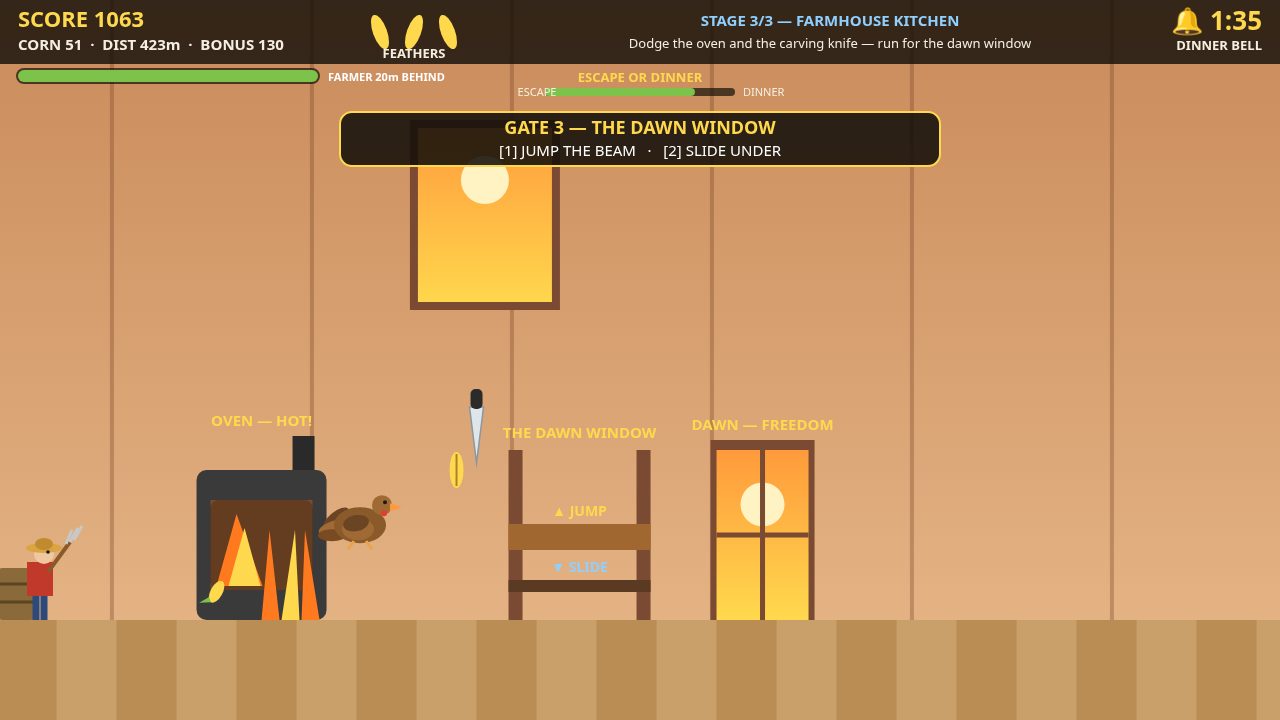 SCORE 1063
CORN 51 · DIST 423m · BONUS 130
FEATHERS
STAGE 3/3 — FARMHOUSE KITCHEN
Dodge the oven and the carving knife — run for the dawn window
🔔 1:35
DINNER BELL
FARMER 20m BEHIND
ESCAPE OR DINNER
ESCAPE
DINNER
GATE 3 — THE DAWN WINDOW
[1] JUMP THE BEAM · [2] SLIDE UNDER
OVEN — HOT!
THE DAWN WINDOW
DAWN — FREEDOM
▲ JUMP
▼ SLIDE